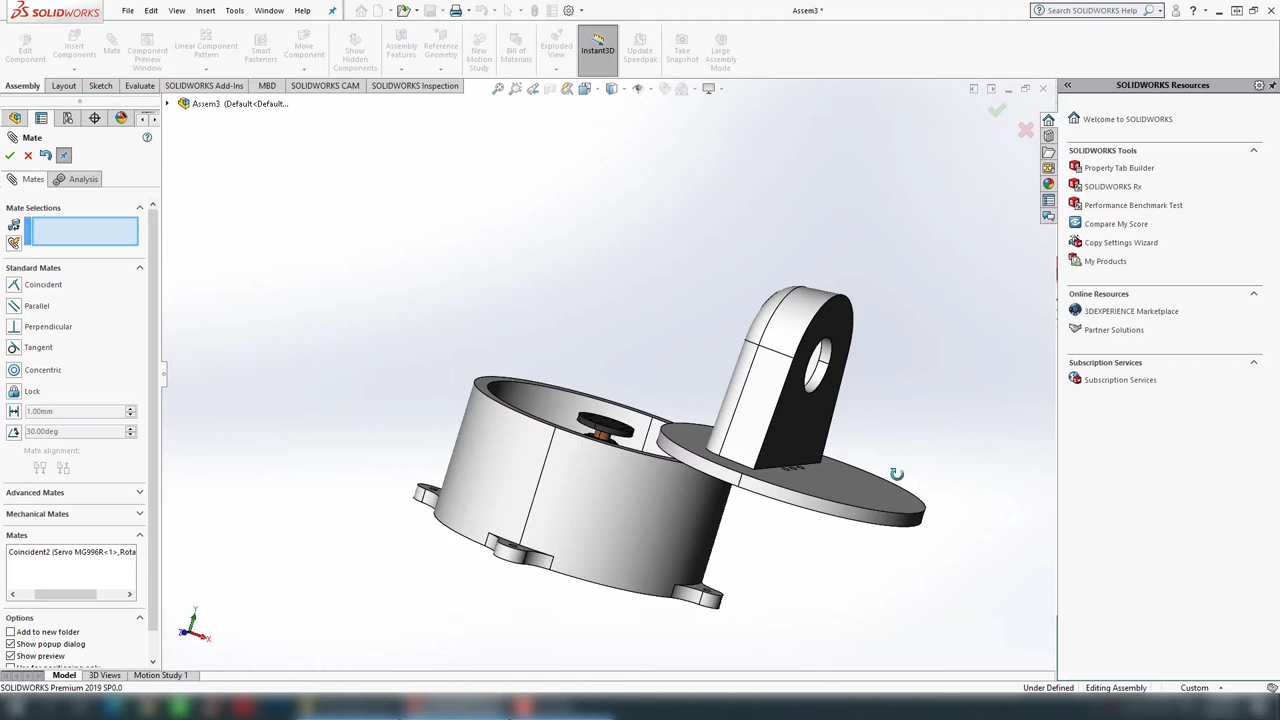 SOLIDWORKS
File Edit View Insert Tools Window Help
Assem3 *
Search SOLIDWORKS Help
Edit Component
Insert Components
Mate
Component Preview Window
Linear Component Pattern
Smart Fasteners
Move Component
Show Hidden Components
Assembly Features
Reference Geometry
New Motion Study
Bill of Materials
Exploded View
Instant3D
Update Speedpak
Take Snapshot
Large Assembly Mode
Assembly Layout Sketch Evaluate SOLIDWORKS Add-Ins MBD SOLIDWORKS CAM SOLIDWORKS Inspection
Assem3 (Default<Default...
Mate
Mates Analysis
Mate Selections
Standard Mates
Coincident
Parallel
Perpendicular
Tangent
Concentric
Lock
1.00mm
30.00deg
Mate alignment:
Advanced Mates
Mechanical Mates
Mates
Coincident2 (Servo MG996R<1>,Rota
Options
Add to new folder
Show popup dialog
Show preview
Y
Z
X
SOLIDWORKS Resources
Welcome to SOLIDWORKS
SOLIDWORKS Tools
Property Tab Builder
SOLIDWORKS Rx
Performance Benchmark Test
Compare My Score
Copy Settings Wizard
My Products
Online Resources
3DEXPERIENCE Marketplace
Partner Solutions
Subscription Services
Subscription Services
Model 3D Views Motion Study 1
SOLIDWORKS Premium 2019 SP0.0
Under Defined Editing Assembly Custom